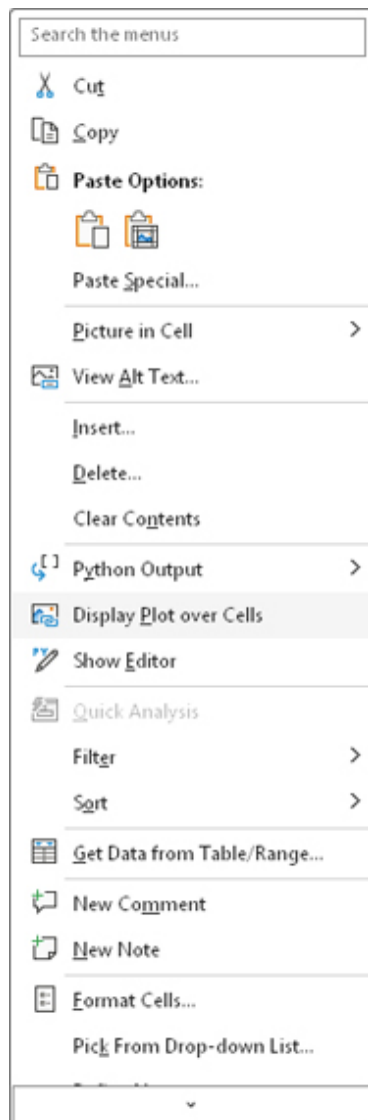 Search the menus
Cut
Copy
Paste Options:
Paste Special...
Picture in Cell
View Alt Text...
Insert...
Delete...
Clear Contents
Python Output
Display Plot over Cells
Show Editor
Quick Analysis
Filter
Sort
Get Data from Table/Range...
New Comment
New Note
Format Cells...
Pick From Drop-down List...